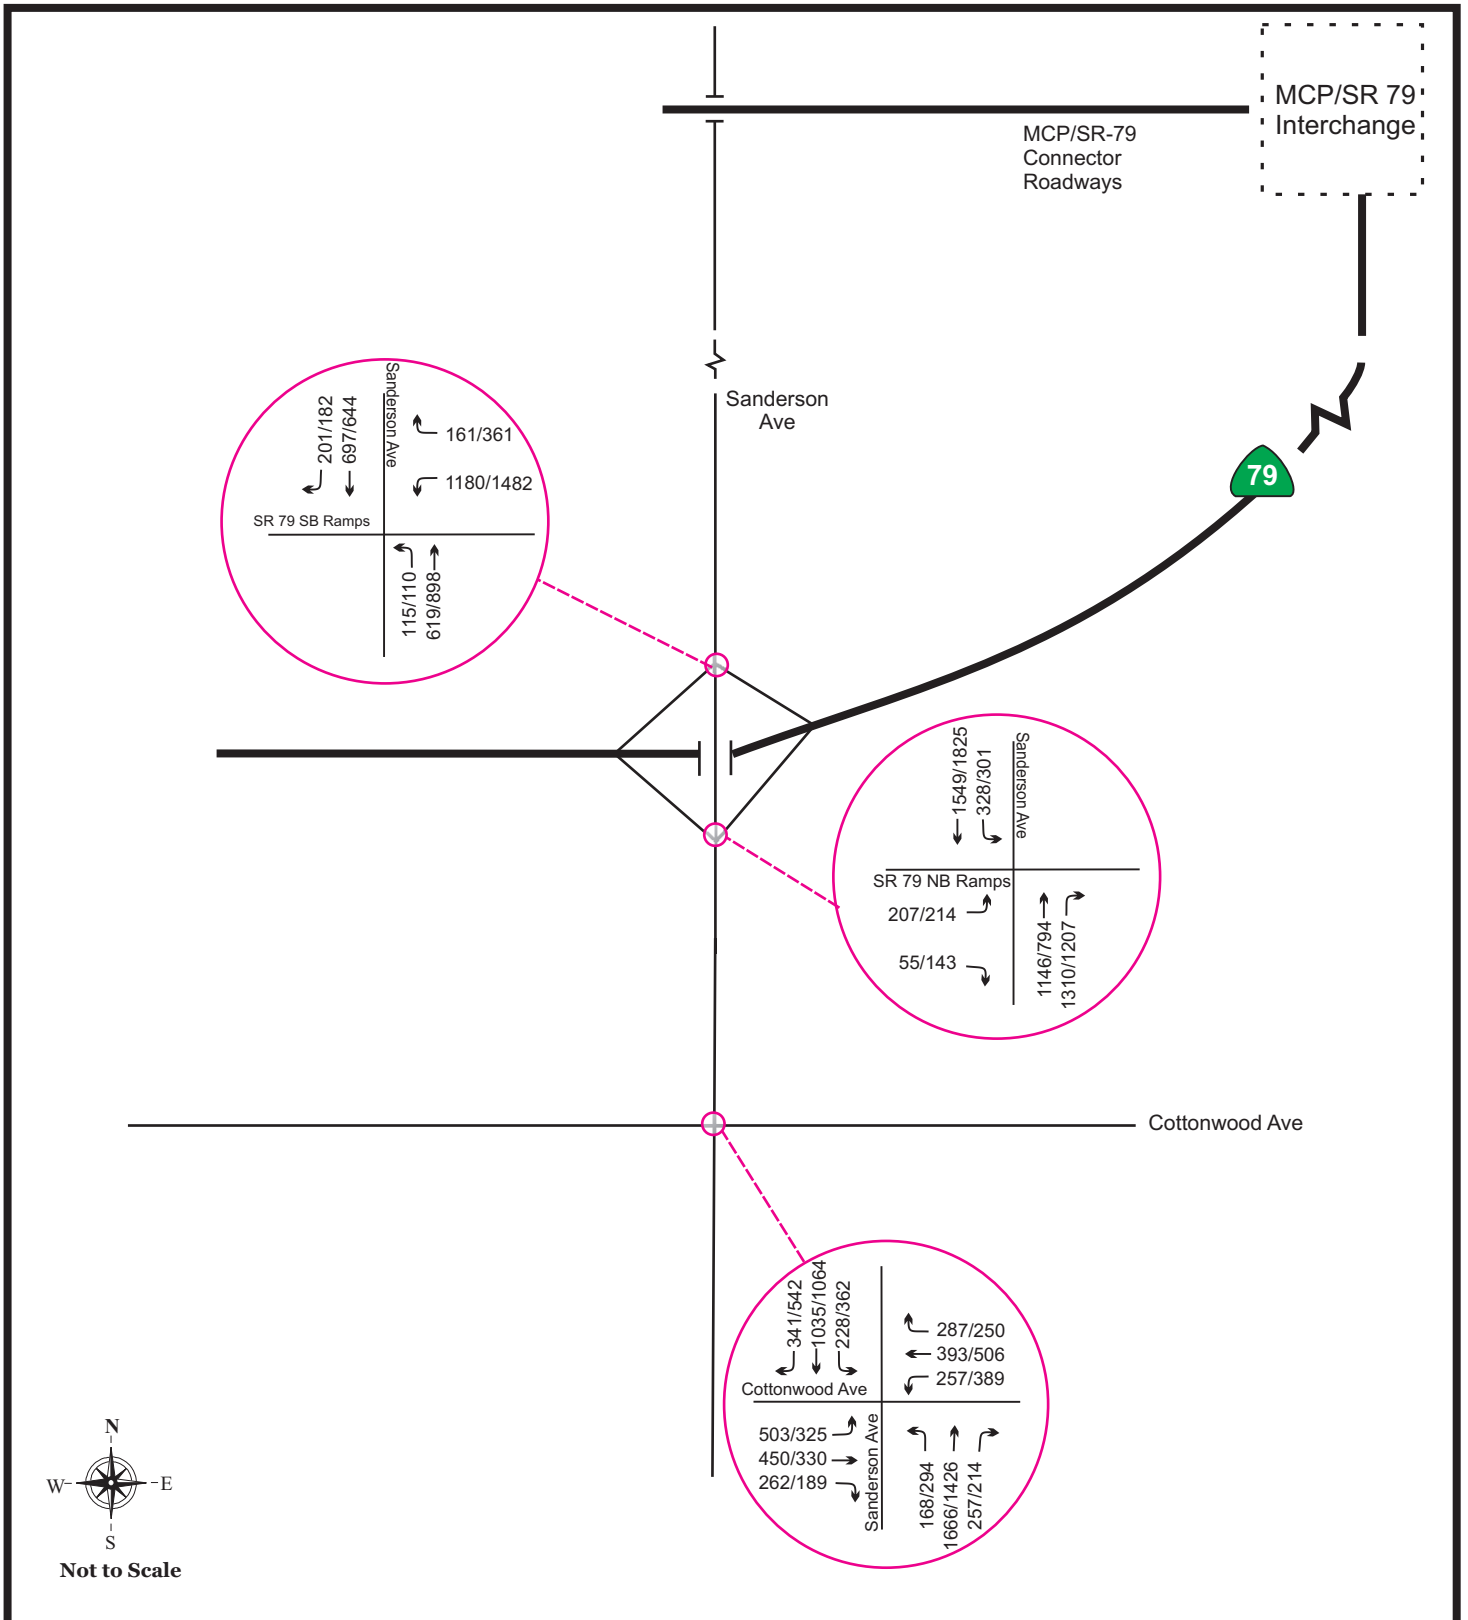 MCP/SR 79
Interchange
MCP/SR-79
Connector
Roadways
Sanderson
Ave
79
Sanderson Ave
201/182
697/644
161/361
1180/1482
SR 79 SB Ramps
115/110
619/898
1549/1825
328/301
Sanderson Ave
SR 79 NB Ramps
207/214
55/143
1146/794
1310/1207
Cottonwood Ave
341/542
1035/1064
228/362
287/250
393/506
257/389
Cottonwood Ave
503/325
450/330
262/189
Sanderson Ave
168/294
1666/1426
257/214
N
W
E
S
Not to Scale